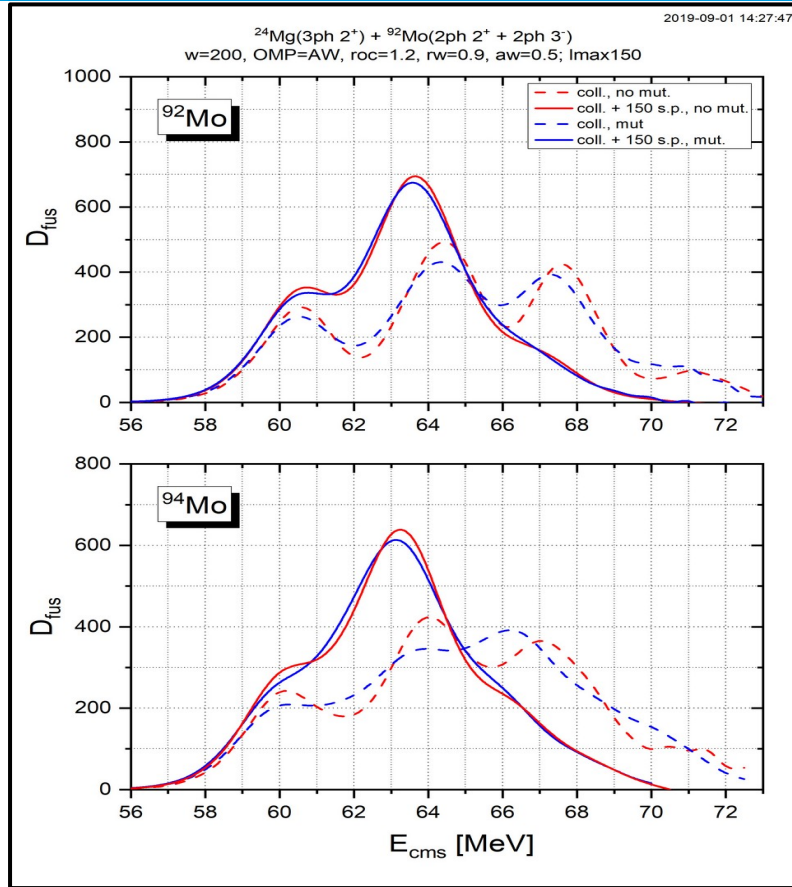 2019-09-01 14:27:47
²⁴Mg(3ph 2⁺) + ⁹²Mo(2ph 2⁺ + 2ph 3⁻)
w=200, OMP=AW, roc=1.2, rw=0.9, aw=0.5; lmax150
1000
800
600
400
200
0
D_fus
⁹²Mo
coll., no mut.
coll. + 150 s.p., no mut.
coll., mut
coll. + 150 s.p., mut.
56 58 60 62 64 66 68 70 72
800
600
400
200
0
D_fus
⁹⁴Mo
56 58 60 62 64 66 68 70 72
E_cms [MeV]